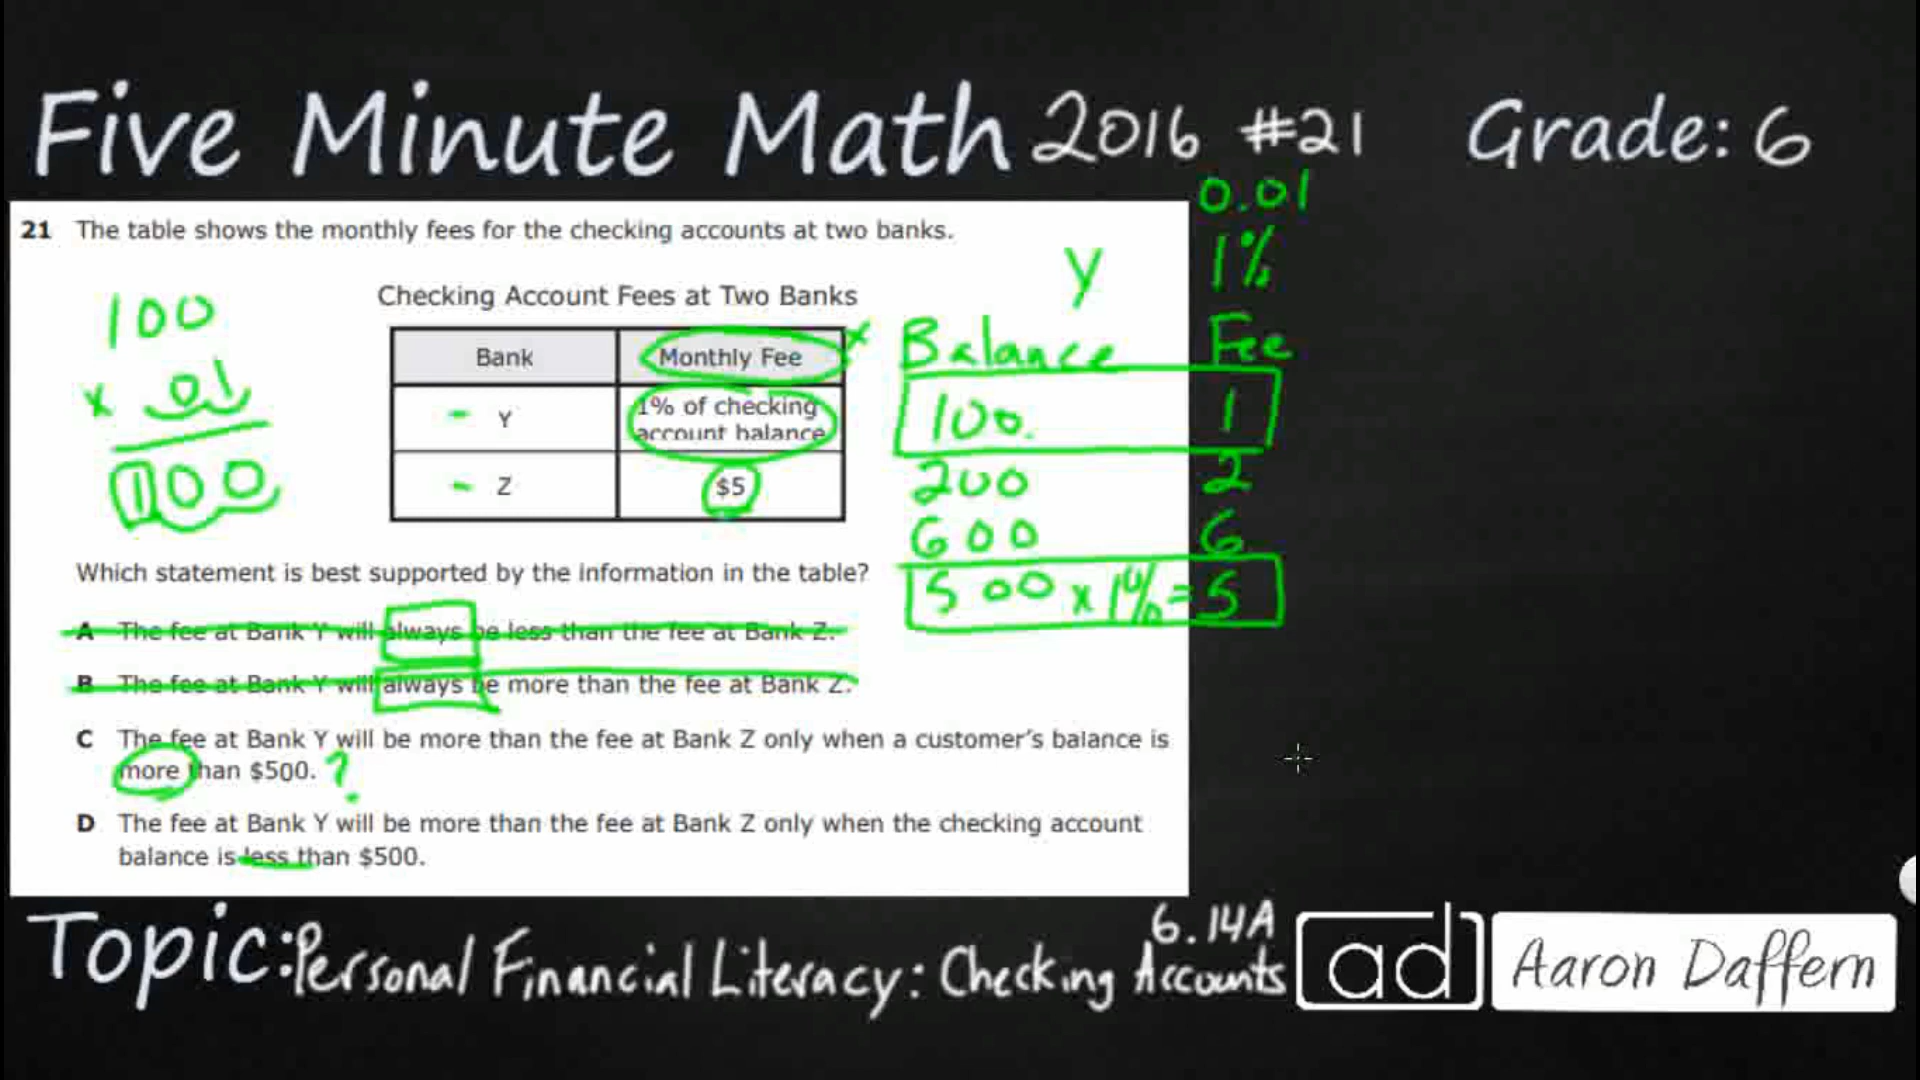 Five Minute Math 2016 #21 Grade: 6
0.01
21 The table shows the monthly fees for the checking accounts at two banks.
Y 1%
100
x .01
100
Checking Account Fees at Two Banks
Bank Monthly Fee
Y 1% of checking account balance
Z $5
x Balance Fee
100. 1
200 2
600 6
500 x 1% = 5
Which statement is best supported by the information in the table?
A The fee at Bank Y will always be less than the fee at Bank Z.
B The fee at Bank Y will always be more than the fee at Bank Z.
C The fee at Bank Y will be more than the fee at Bank Z only when a customer's balance is
more than $500. ?
D The fee at Bank Y will be more than the fee at Bank Z only when the checking account
balance is less than $500.
Topic: Personal Financial Literacy: Checking Accounts
6.14A
ad Aaron Daffern